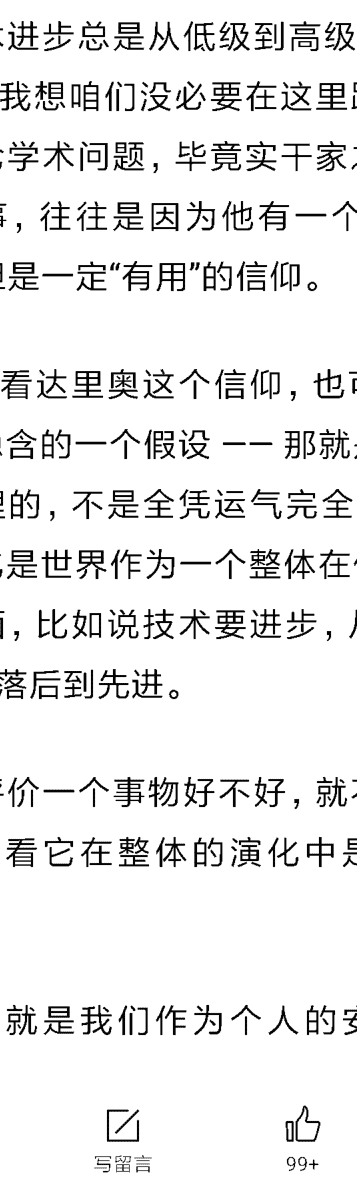 进步总是从低级到高级
我想咱们没必要在这里
学术问题，毕竟实干家
事，往往是因为他有一个
是一定“有用”的信仰。
看达里奥这个信仰，也可
含的一个假设 —— 那就
的，不是全凭运气完全
是世界作为一个整体在
，比如说技术要进步，
落后到先进。
价一个事物好不好，就
看它在整体的演化中是
就是我们作为个人的安
写留言
99+